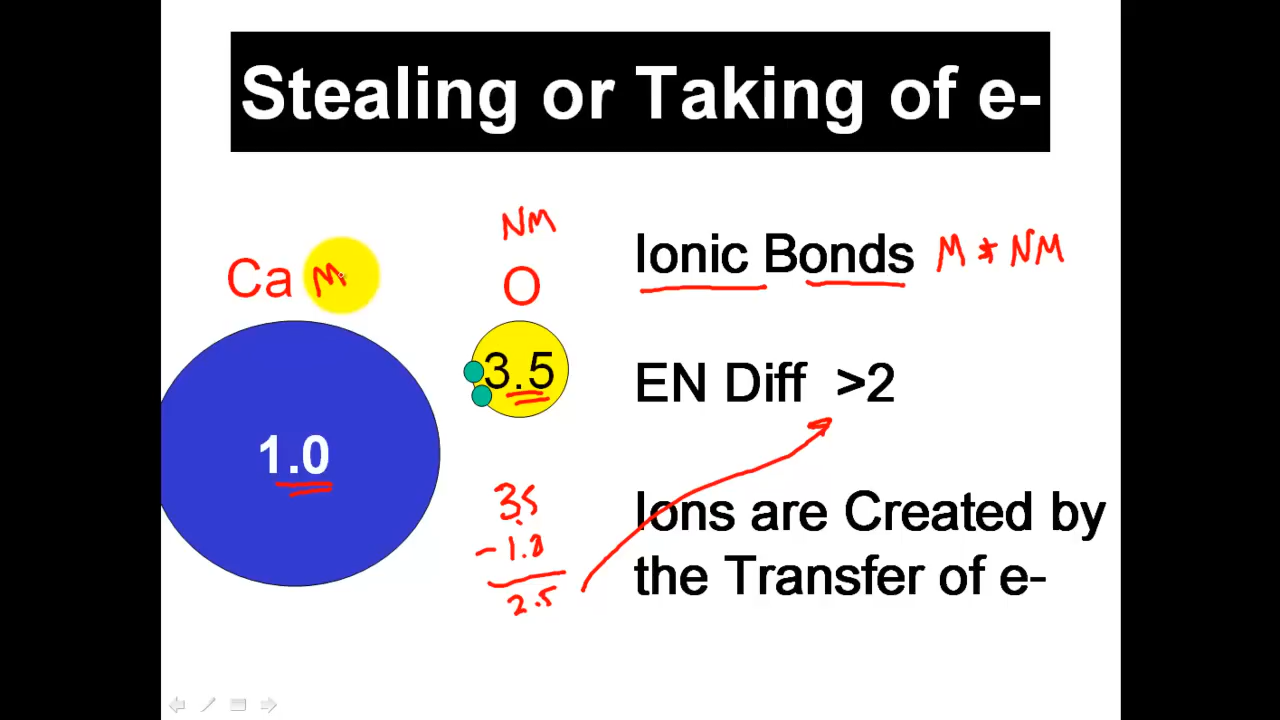 Stealing or Taking of e-
NM
Ca M
O
Ionic Bonds M * NM
3.5
EN Diff >2
1.0
3.5
- 1.0
2.5
Ions are Created by
the Transfer of e-